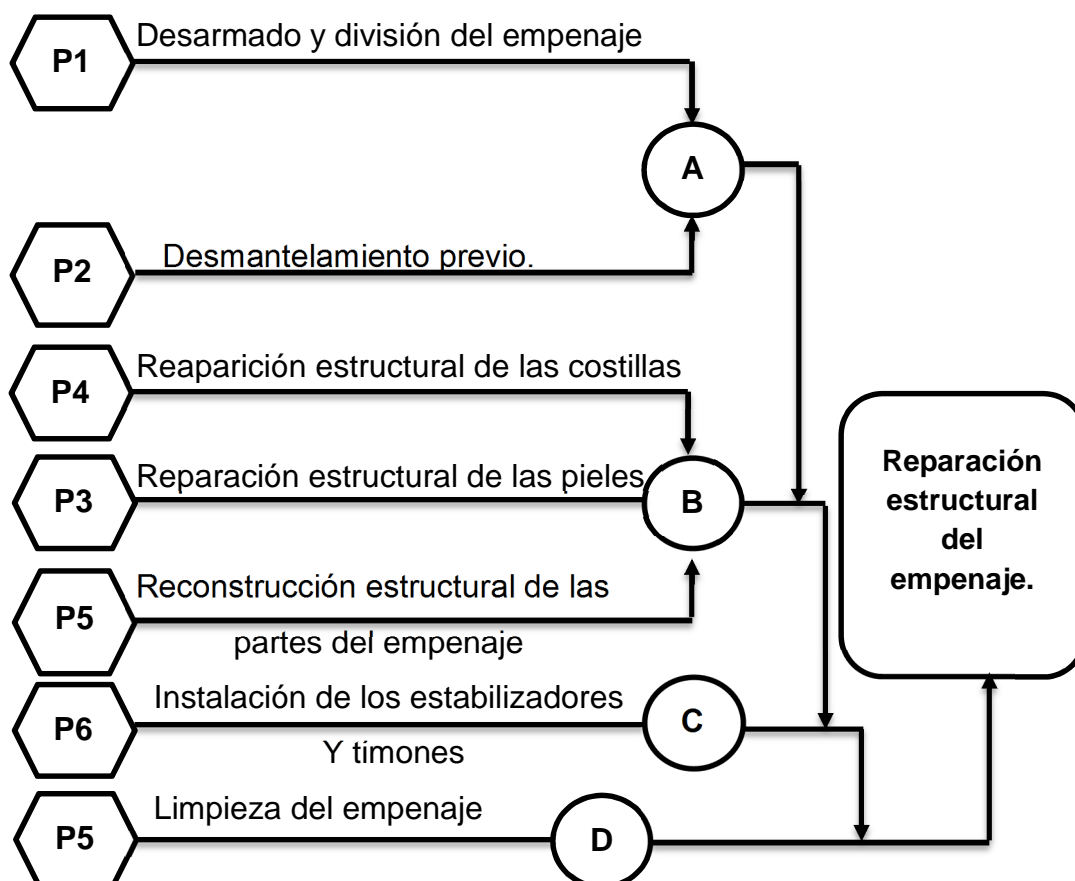 P1
Desarmado y división del empenaje
A
P2
Desmantelamiento previo.
P4
Reaparición estructural de las costillas
P3
Reparación estructural de las pieles
B
Reparación
estructural
del
empenaje.
P5
Reconstrucción estructural de las
partes del empenaje
P6
Instalación de los estabilizadores
Y timones
C
P5
Limpieza del empenaje
D